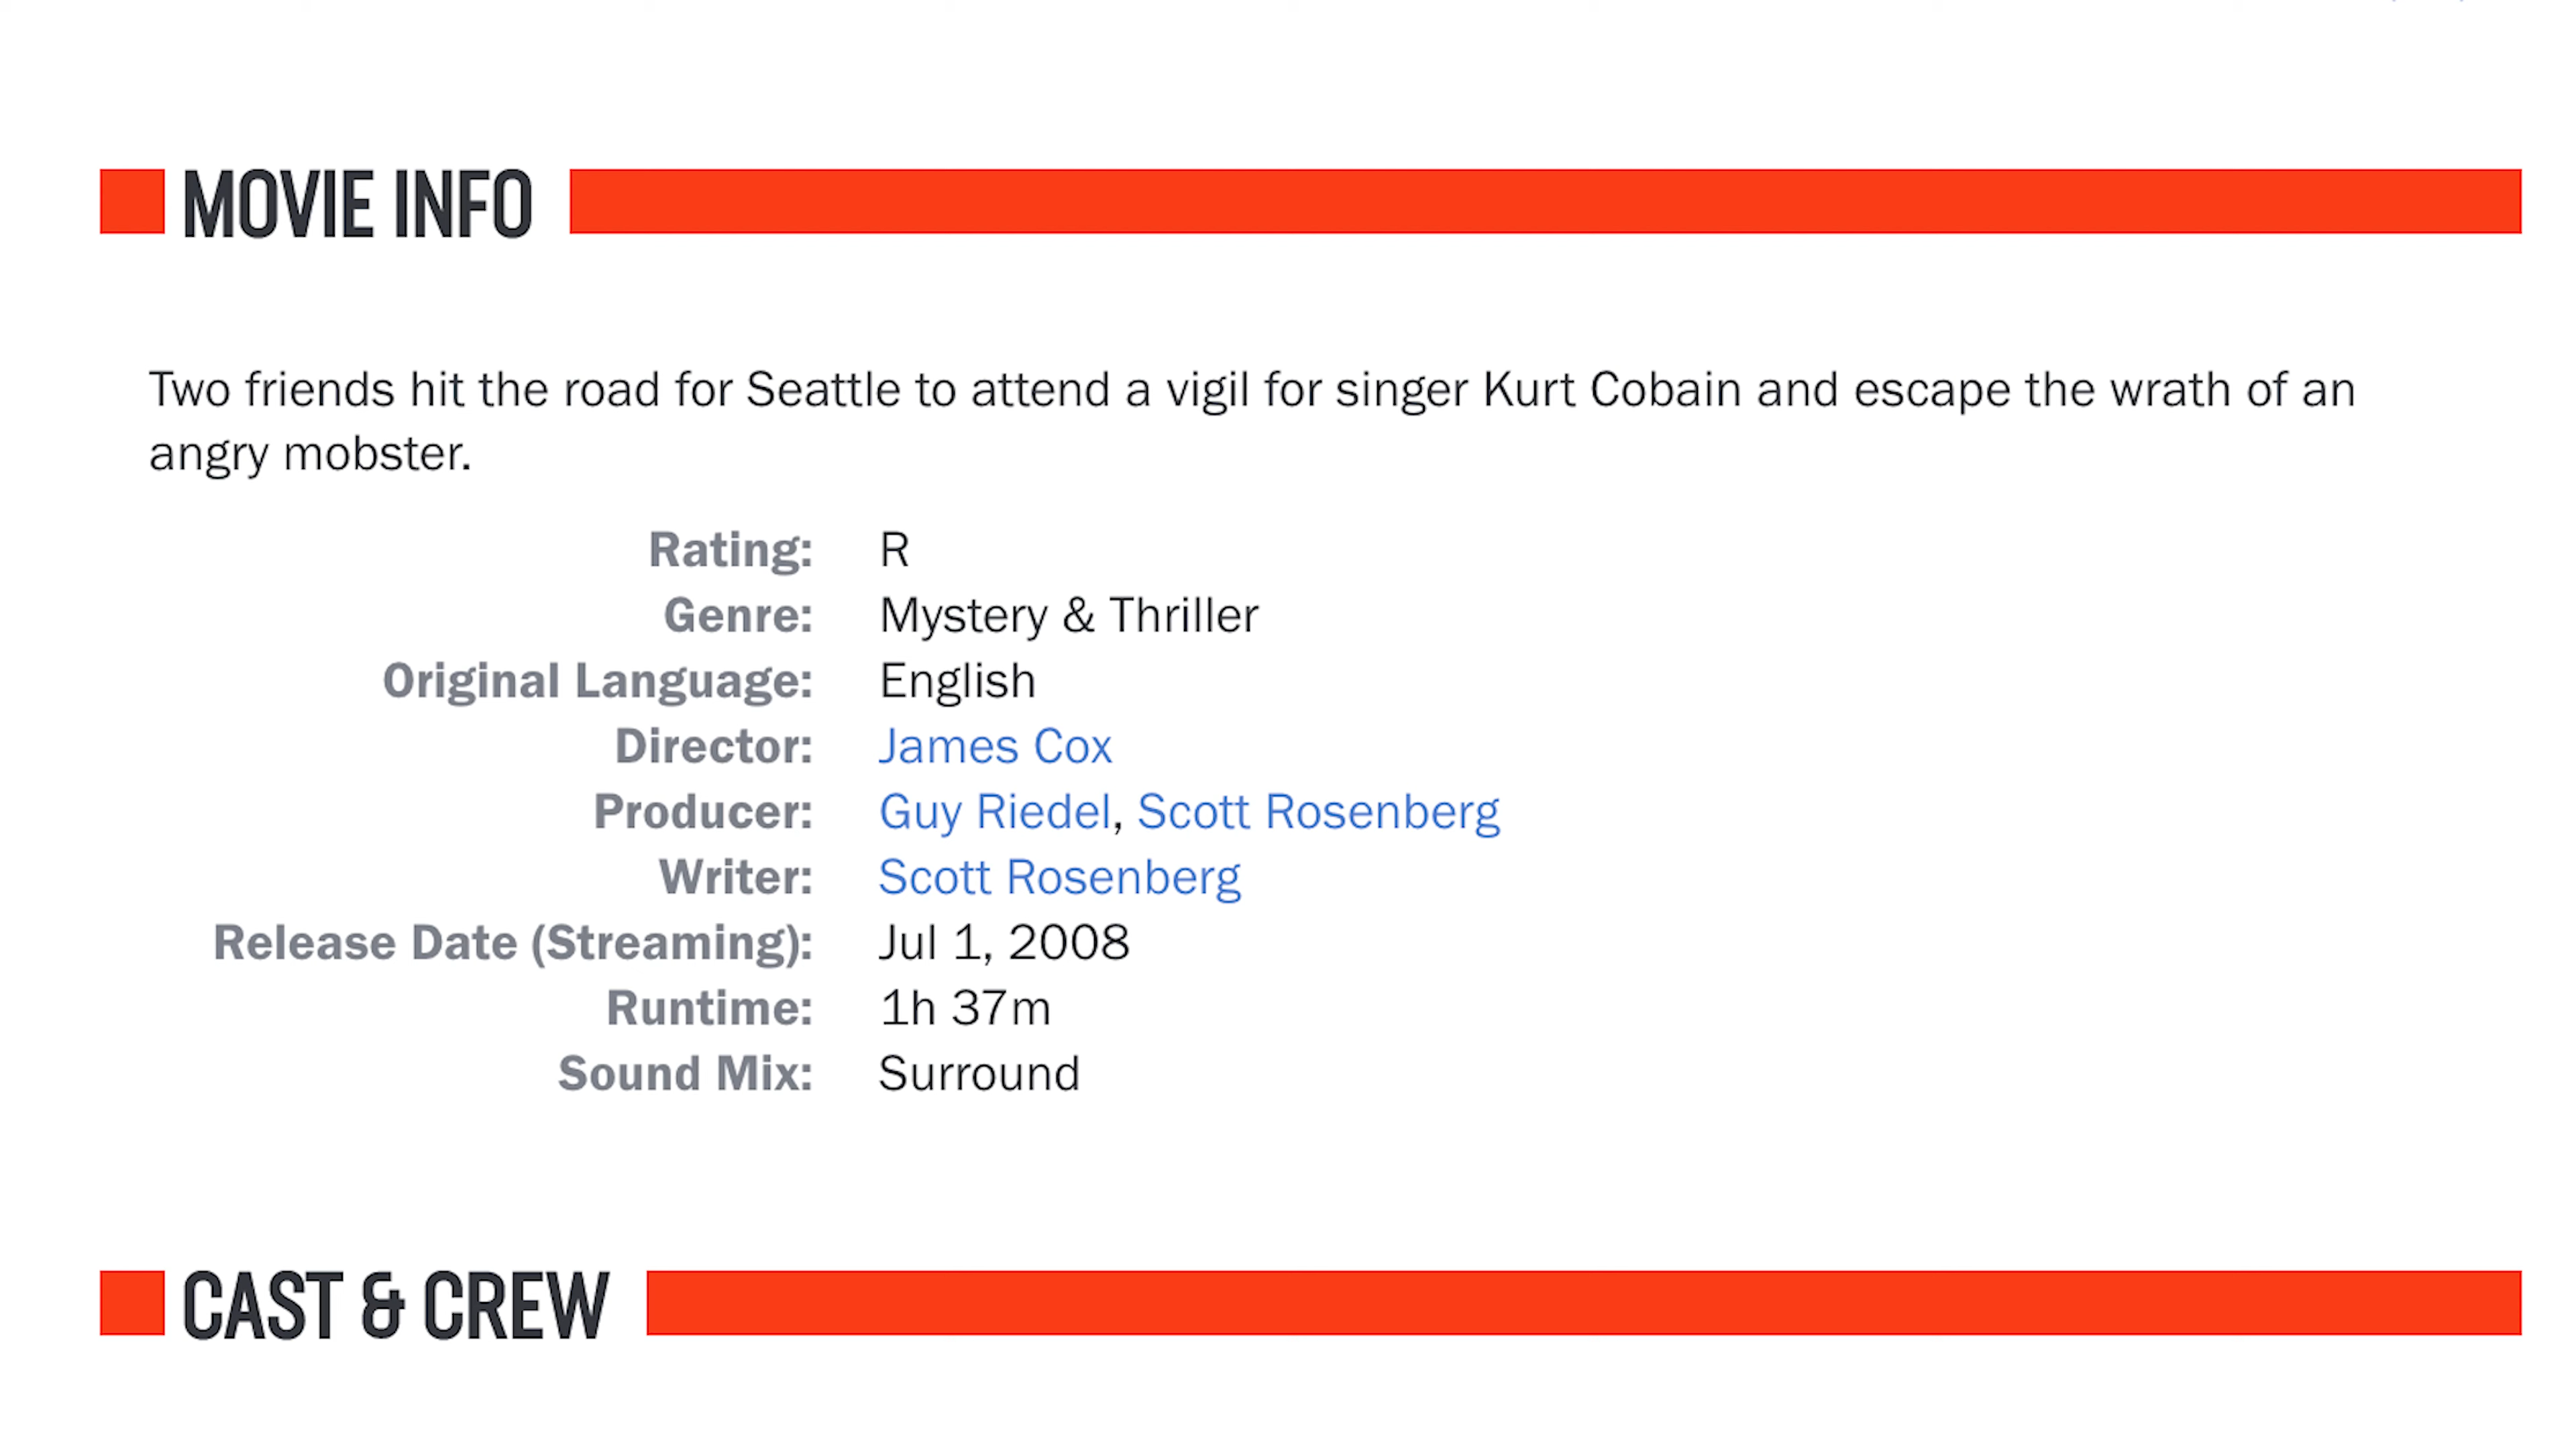 MOVIE INFO
Two friends hit the road for Seattle to attend a vigil for singer Kurt Cobain and escape the wrath of an
angry mobster.
Rating: R
Genre: Mystery & Thriller
Original Language: English
Director: James Cox
Producer: Guy Riedel, Scott Rosenberg
Writer: Scott Rosenberg
Release Date (Streaming): Jul 1, 2008
Runtime: 1h 37m
Sound Mix: Surround
CAST & CREW